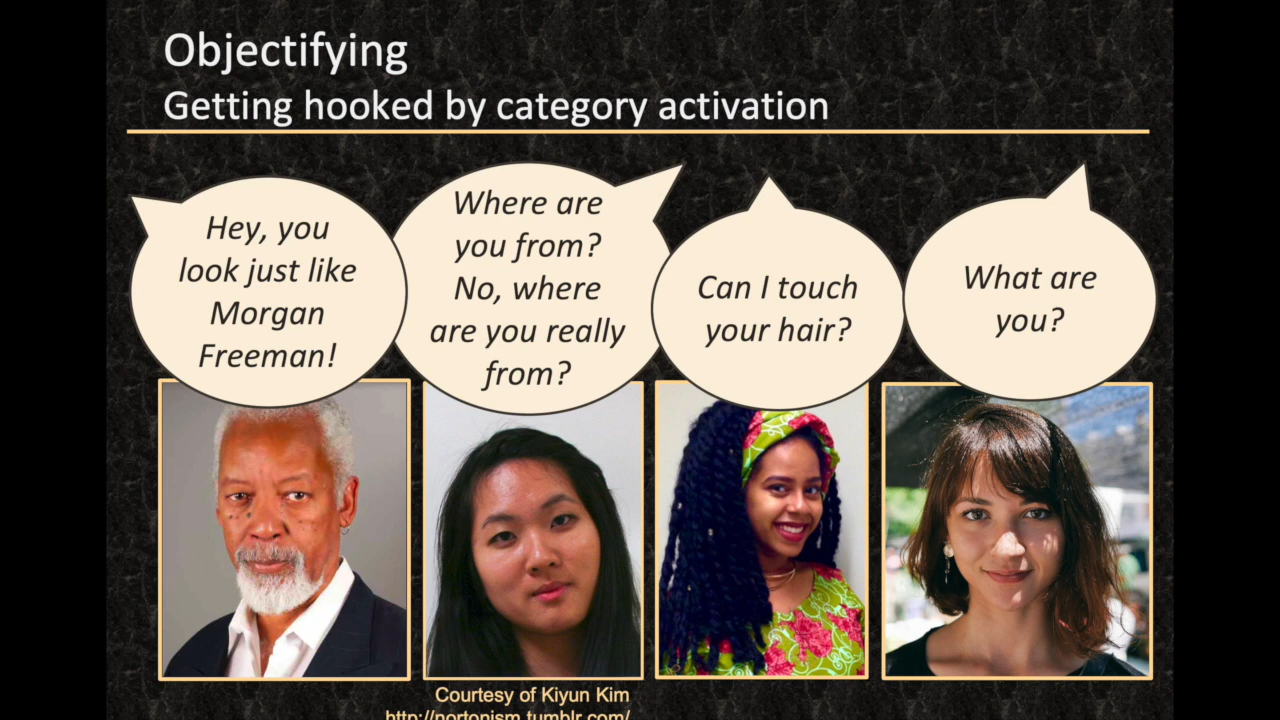 Objectifying
Getting hooked by category activation
Hey, you
look just like
Morgan
Freeman!
Where are
you from?
No, where
are you really
from?
Can I touch
your hair?
What are
you?
Courtesy of Kiyun Kim
http://nortonism.tumblr.com/